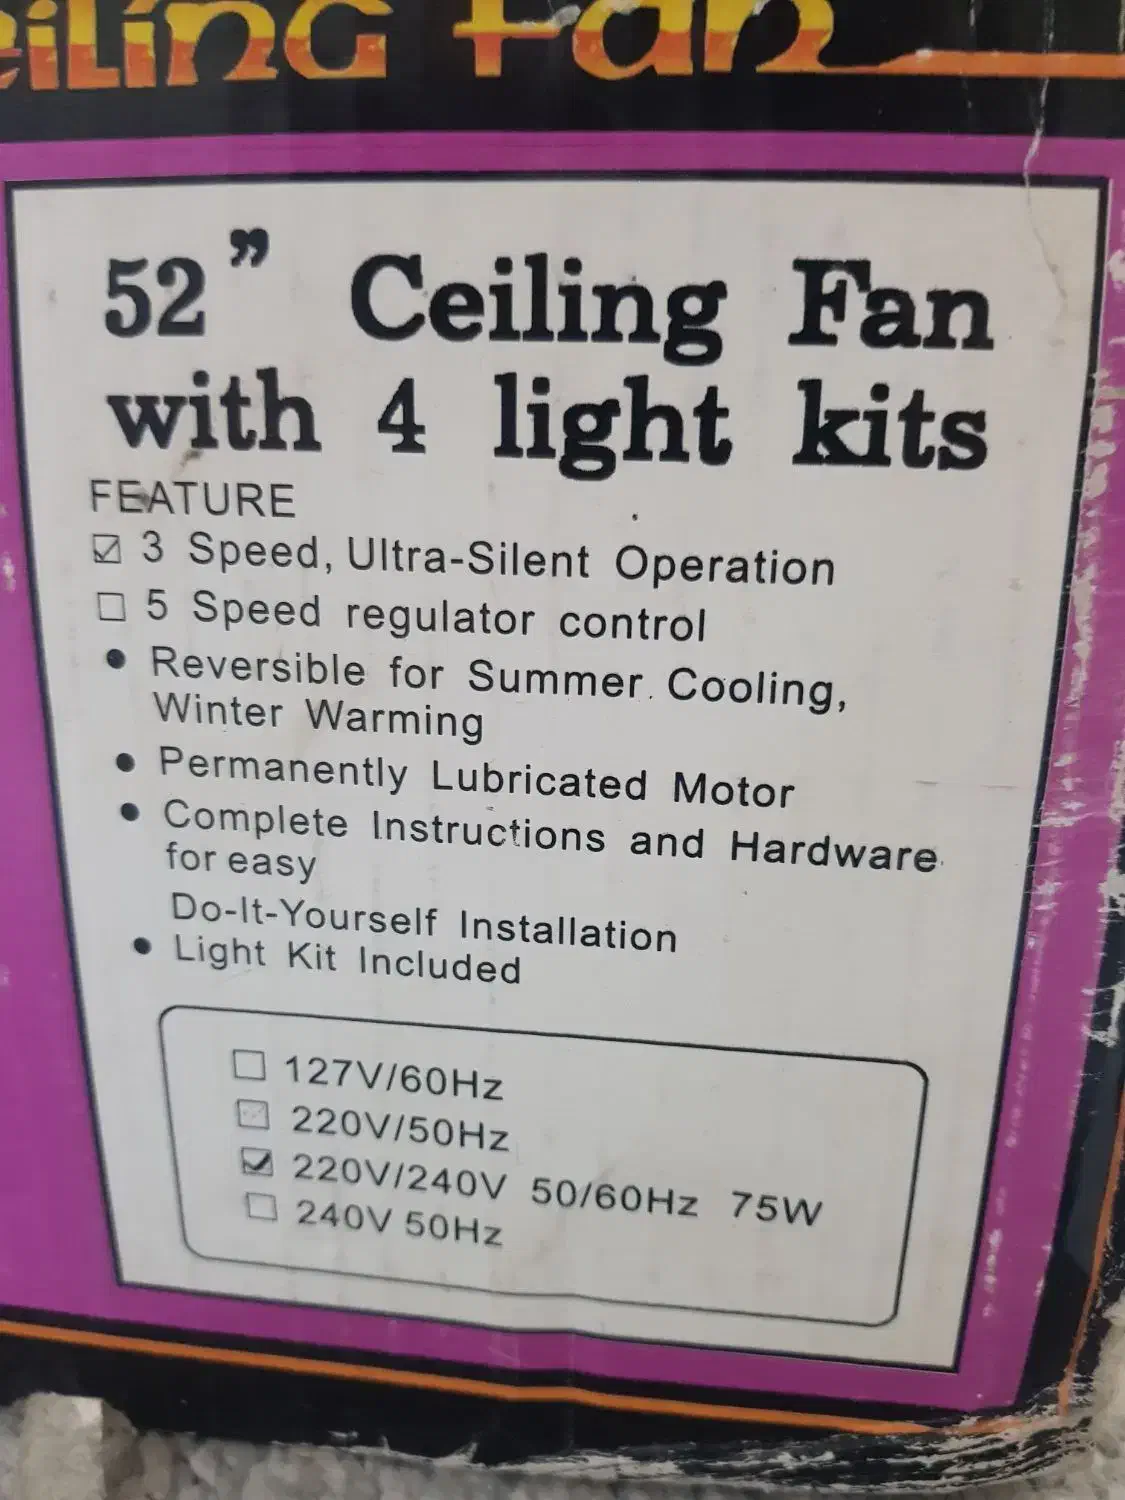 eiling Fan
52” Ceiling Fan
with 4 light kits
FEATURE
☑ 3 Speed, Ultra-Silent Operation
☐ 5 Speed regulator control
● Reversible for Summer Cooling,
Winter Warming
● Permanently Lubricated Motor
● Complete Instructions and Hardware
for easy
Do-It-Yourself Installation
● Light Kit Included
☐ 127V/60Hz
☐ 220V/50Hz
☑ 220V/240V 50/60Hz 75W
☐ 240V 50Hz